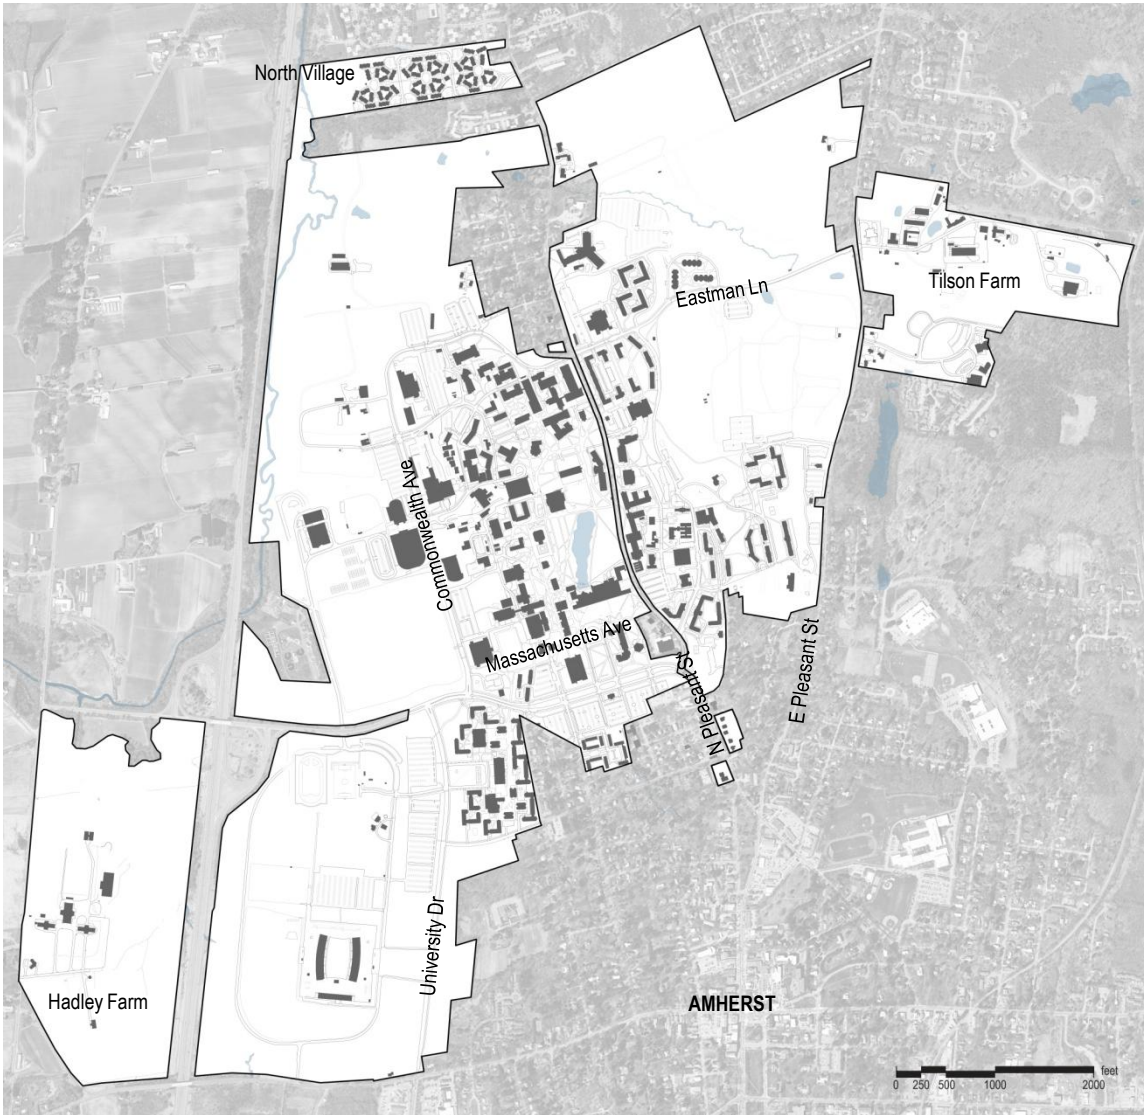 North Village
Eastman Ln
Tilson Farm
Commonwealth Ave
Massachusetts Ave
N Pleasant St
E Pleasant St
University Dr
Hadley Farm
AMHERST
feet
0 250 500 1000 2000